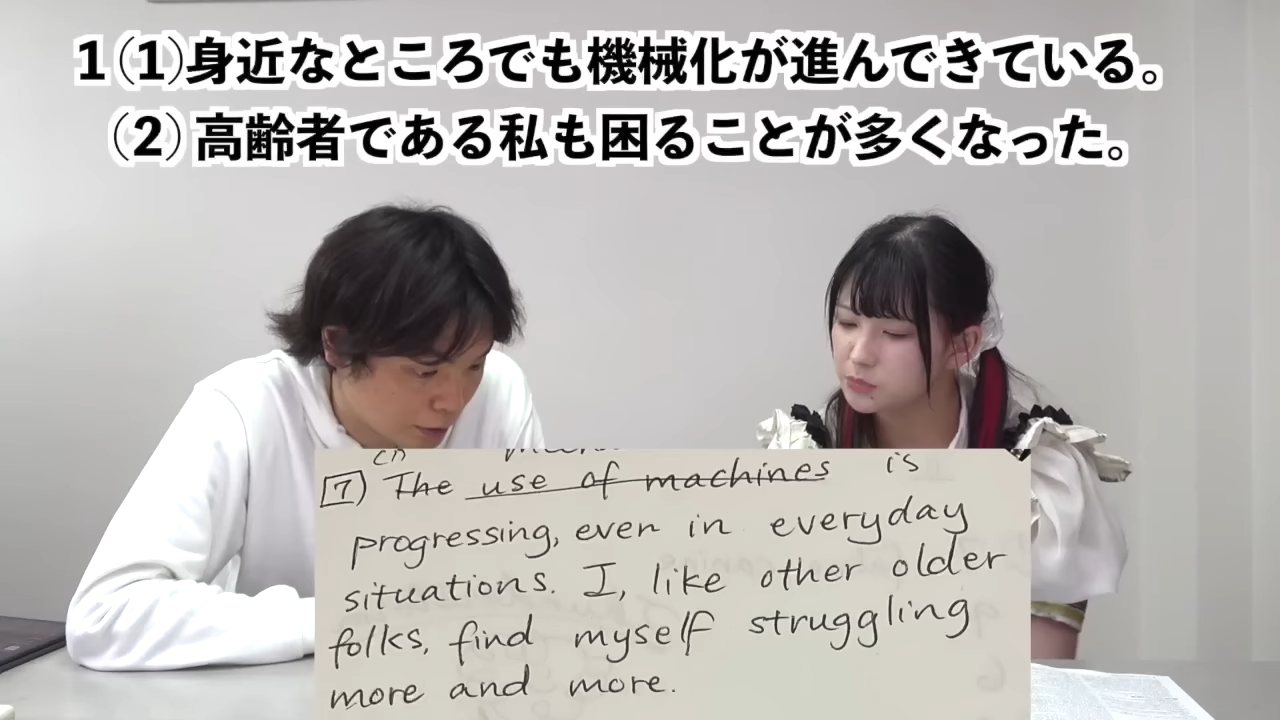 1(1)身近なところでも機械化が進んできている。
(2)高齢者である私も困ることが多くなった。
7) The use of machines is
progressing, even in everyday
situations. I, like other older
folks, find myself struggling
more and more.